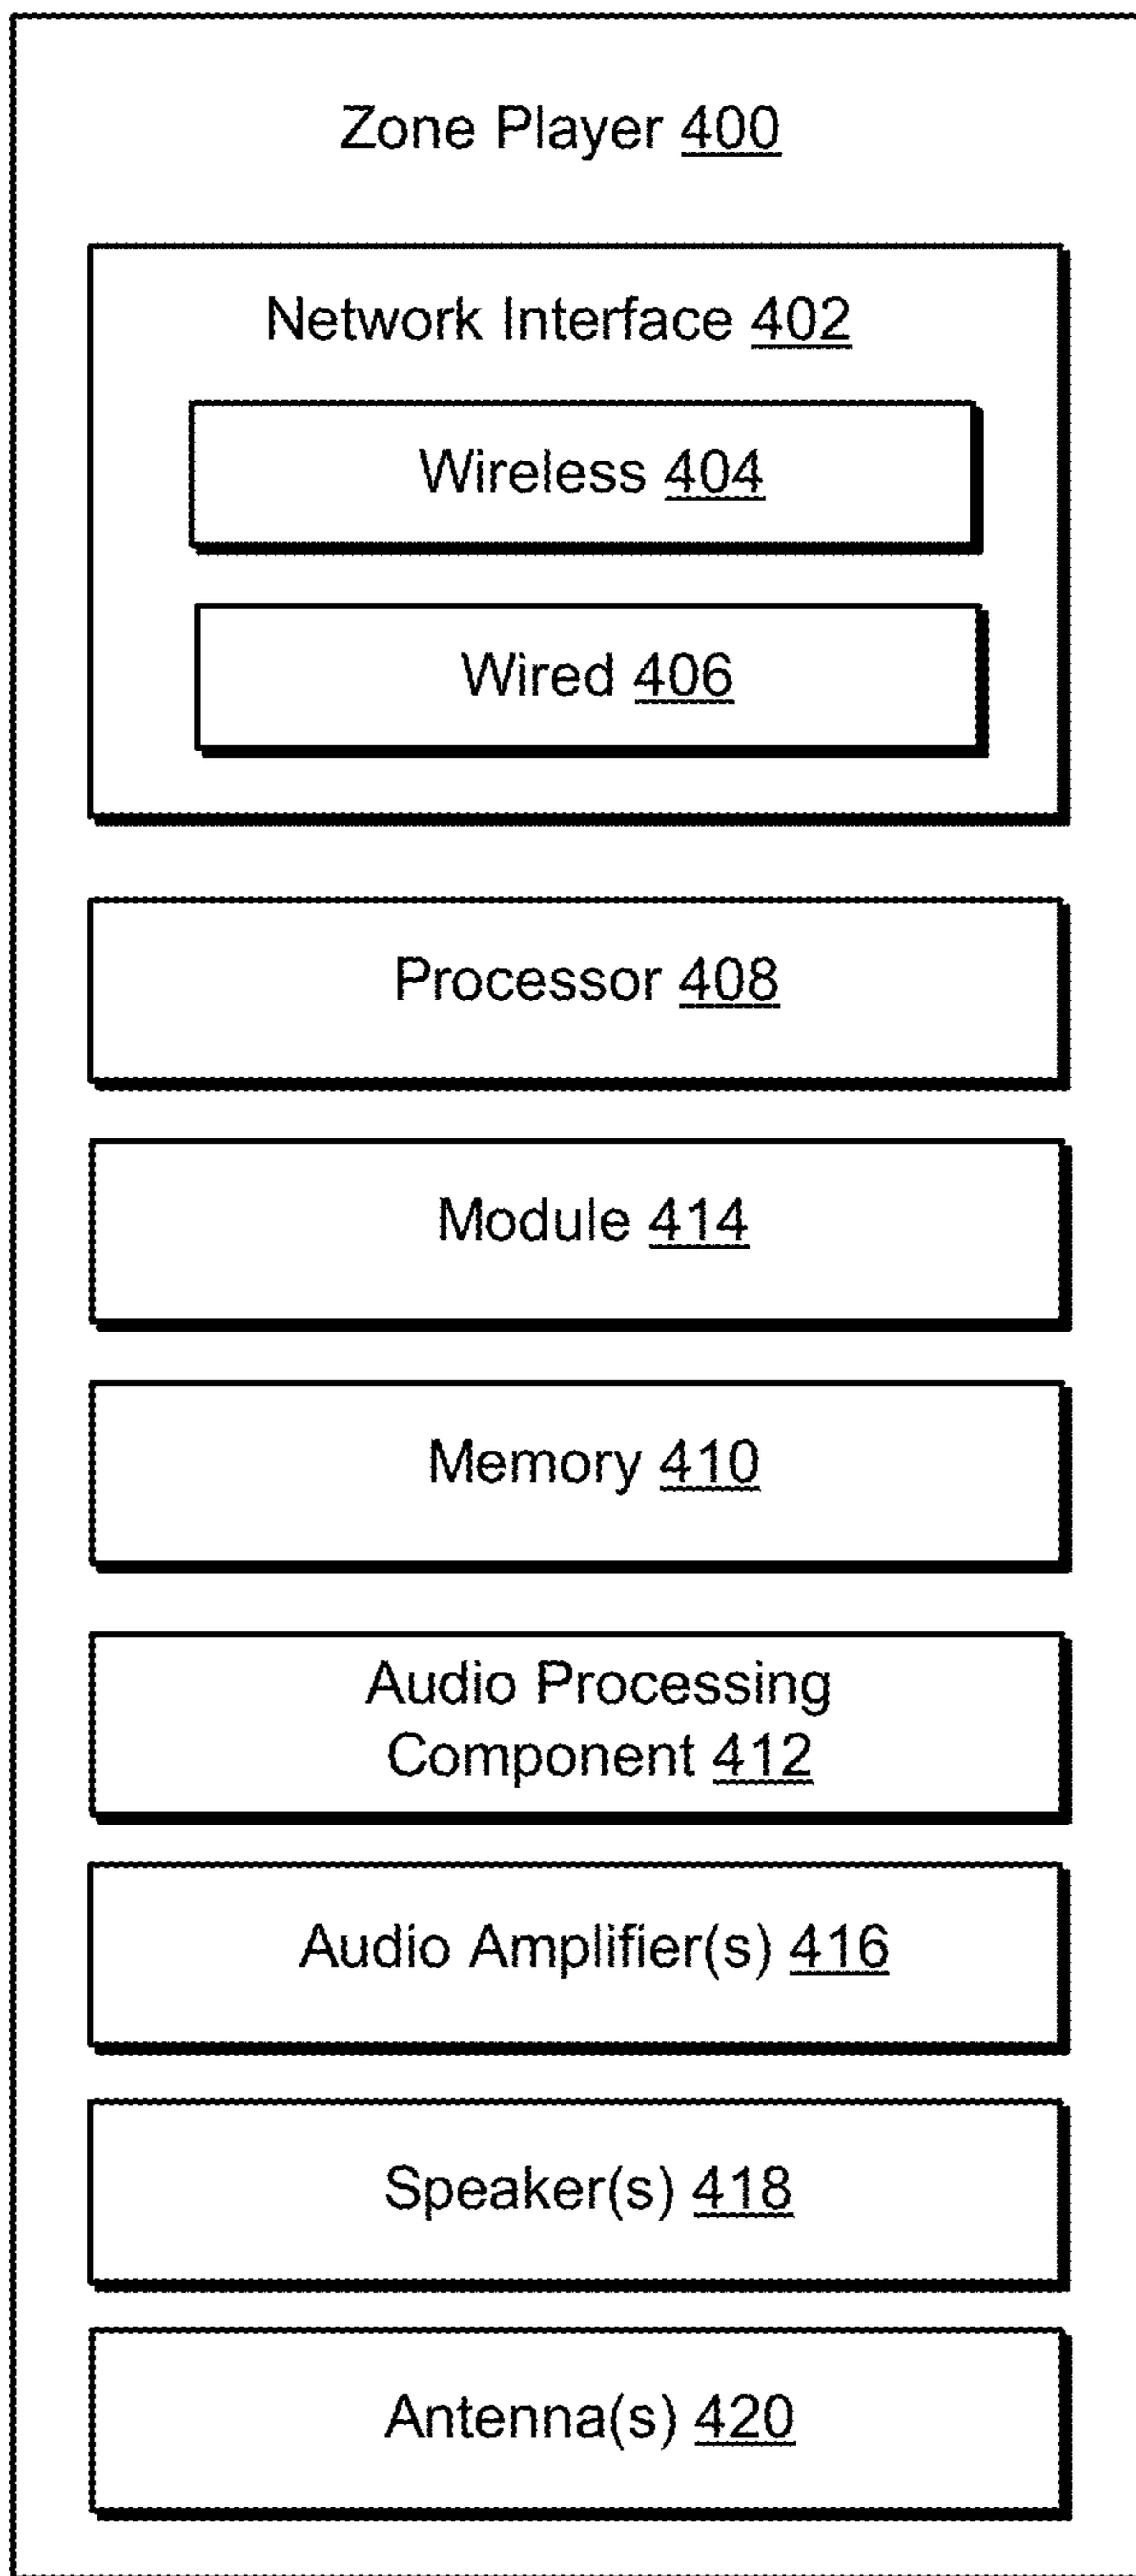 Zone Player 400
Network Interface 402
Wireless 404
Wired 406
Processor 408
Module 414
Memory 410
Audio Processing
Component 412
Audio Amplifier(s) 416
Speaker(s) 418
Antenna(s) 420